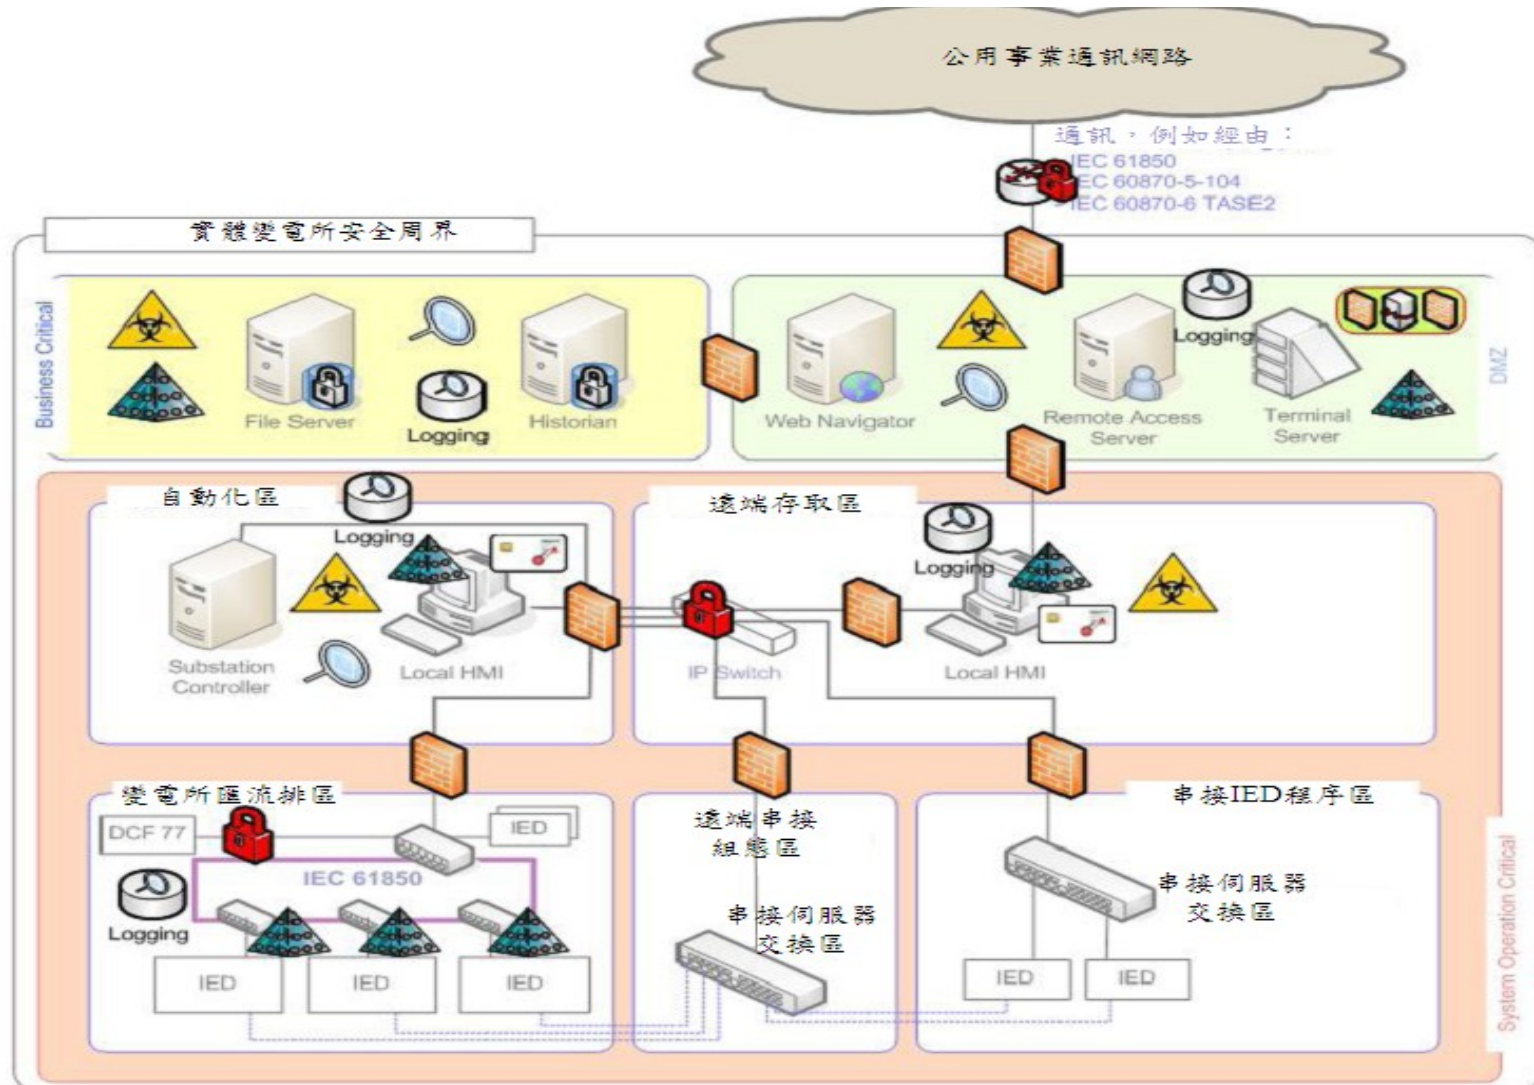 公用事業通訊網路
通訊，例如經由：
IEC 61850
IEC 60870-5-104
IEC 60870-6 TASE2
實體變電所安全周界
Business Critical
File Server
Logging
Historian
Web Navigator
Remote Access
Server
Logging
Terminal
Server
DMZ
自動化區
Logging
Substation
Controller
Local HMI
遠端存取區
IP Switch
Logging
Local HMI
變電所匯流排區
DCF 77
IED
IEC 61850
Logging
IED
IED
IED
遠端串接
組態區
串接伺服器
交換區
串接IED程序區
串接伺服器
交換區
IED
IED
System Operation Critical